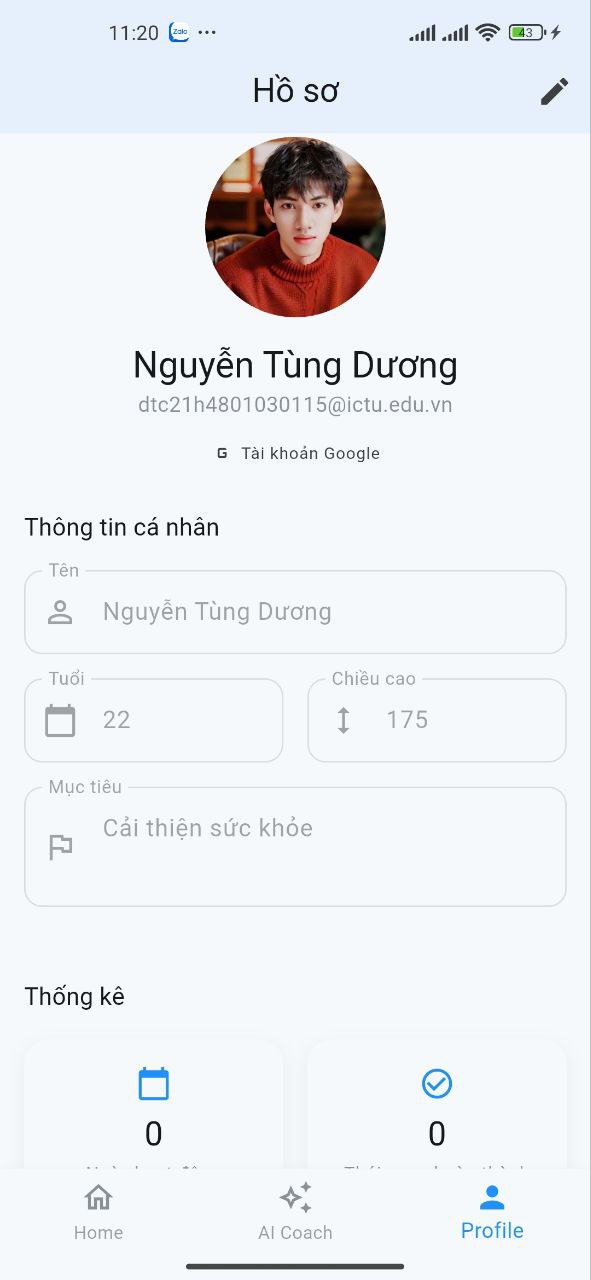 11:20
Zalo
43
Hồ sơ
Nguyễn Tùng Dương
dtc21h4801030115@ictu.edu.vn
G Tài khoản Google
Thông tin cá nhân
Tên
Nguyễn Tùng Dương
Tuổi
Chiều cao
22
175
Mục tiêu
Cải thiện sức khỏe
Thống kê
0
0
Home
AI Coach
Profile